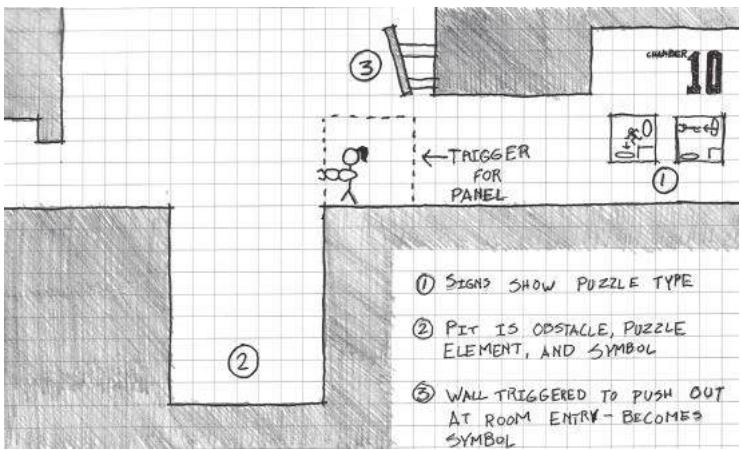 3
CHAMBER
10
← TRIGGER
FOR
PANEL
1
2
1 SIGNS SHOW PUZZLE TYPE
2 PIT IS OBSTACLE, PUZZLE
ELEMENT, AND SYMBOL
3 WALL TRIGGERED TO PUSH OUT
AT ROOM ENTRY - BECOMES
SYMBOL